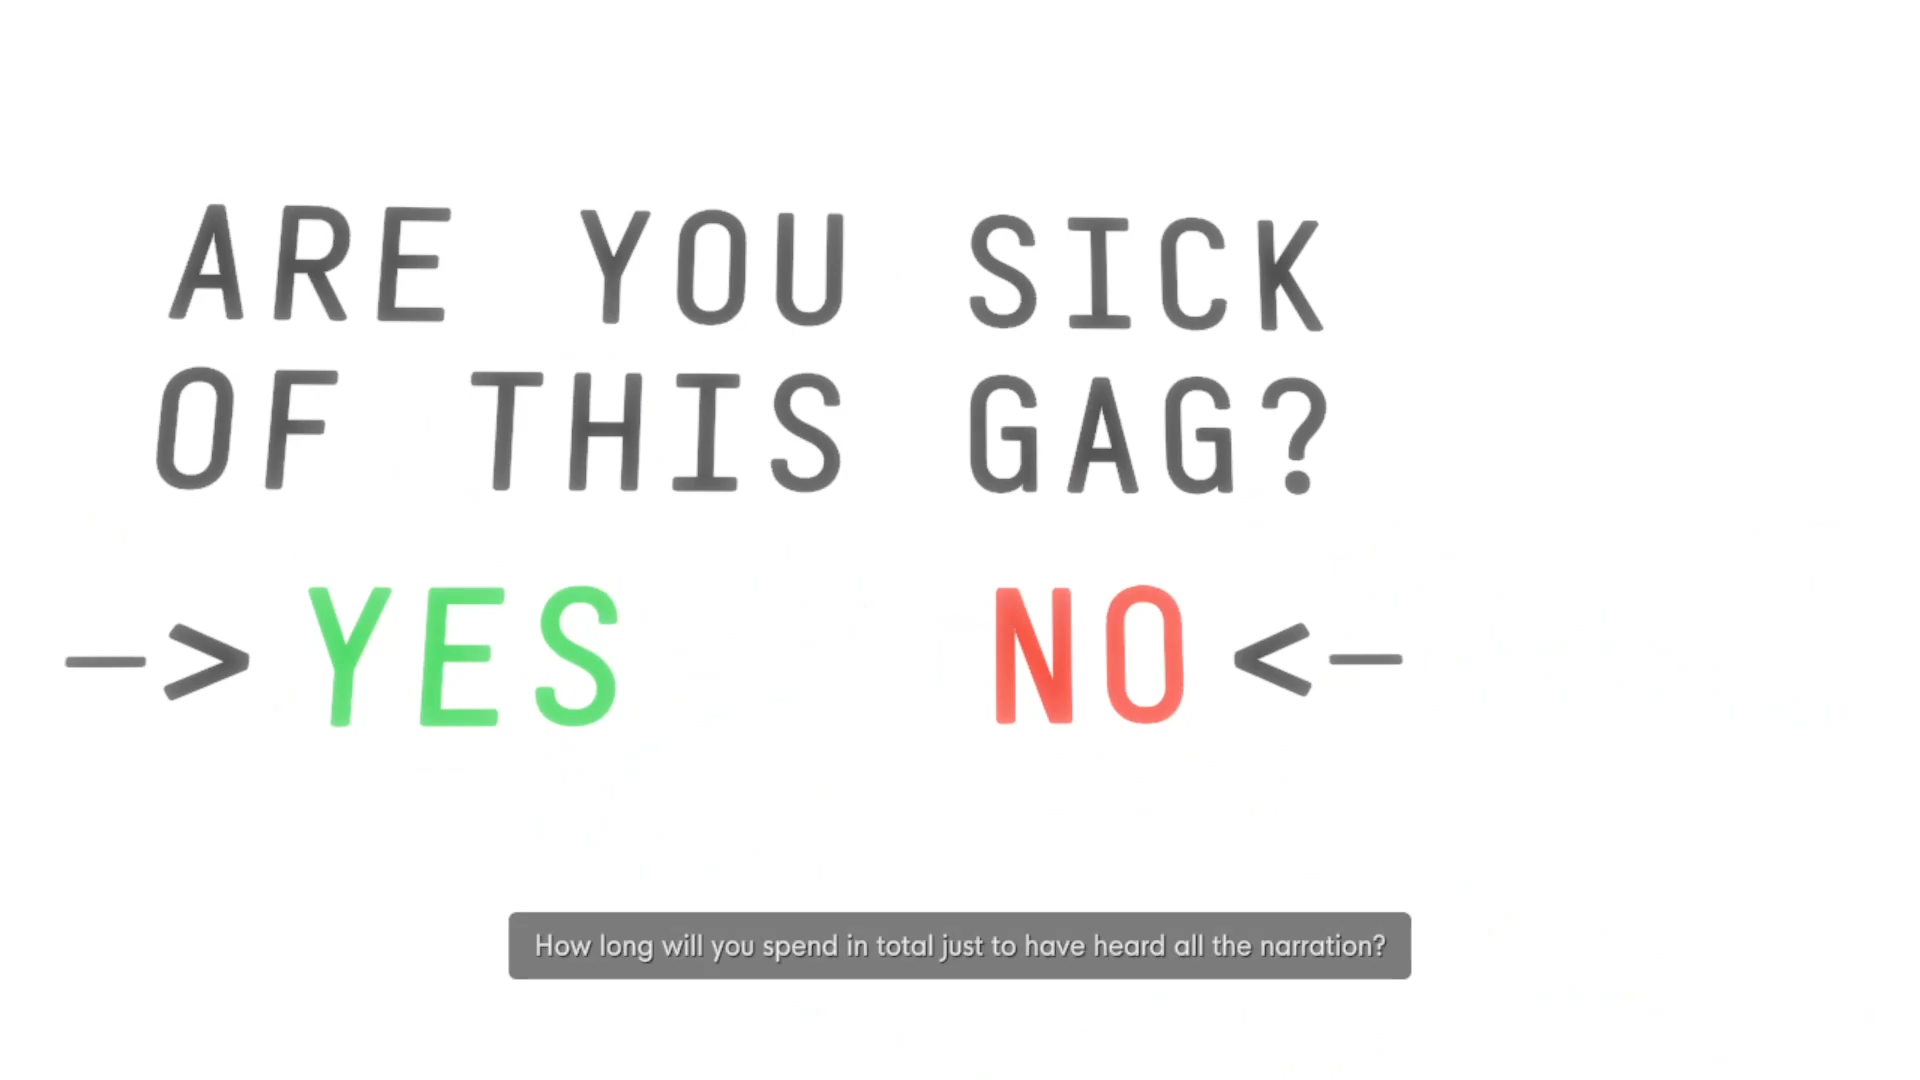 ARE YOU SICK
OF THIS GAG?
—> YES NO <—
How long will you spend in total just to have heard all the narration?